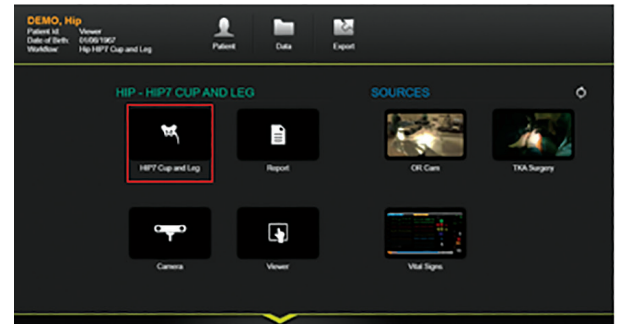 DEMO, Hip
Patient Id: Viewer
Date of Birth: 01/06/1967
Workflow: Hip HIP7 Cup and Leg
Patient
Data
Export
HIP - HIP7 CUP AND LEG
SOURCES
HIP7 Cup and Leg
Report
OR Cam
TKA Surgery
Camera
Viewer
Vital Signs